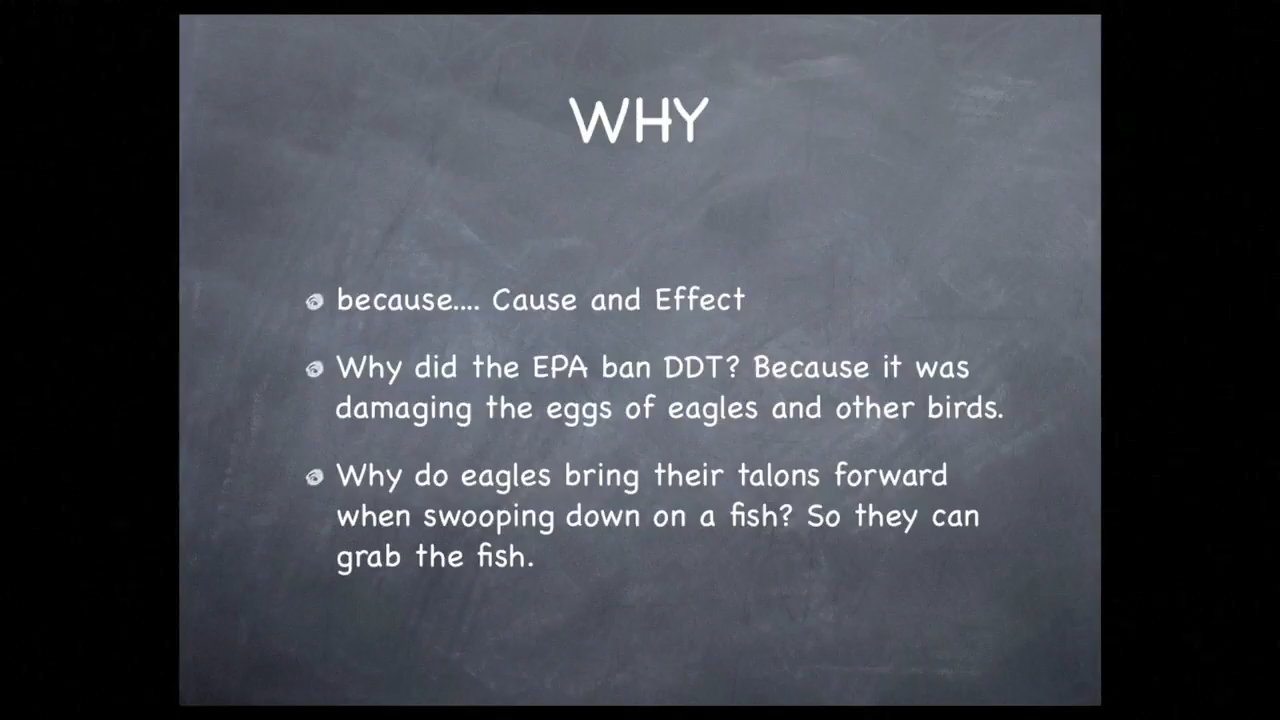 WHY
because.... Cause and Effect
Why did the EPA ban DDT? Because it was
damaging the eggs of eagles and other birds.
Why do eagles bring their talons forward
when swooping down on a fish? So they can
grab the fish.